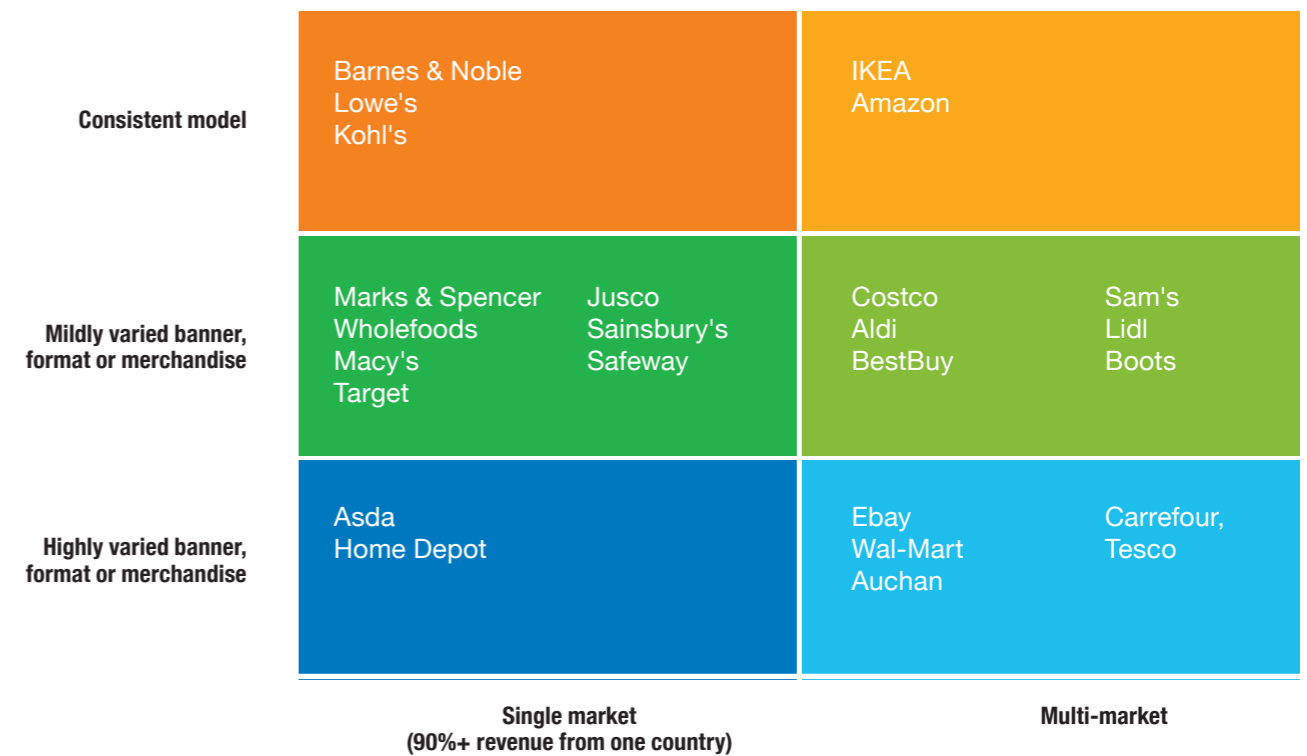 Consistent model
Barnes & Noble
Lowe's
Kohl's
IKEA
Amazon
Mildly varied banner,
format or merchandise
Marks & Spencer
Wholefoods
Macy's
Target
Jusco
Sainsbury's
Safeway
Costco
Aldi
BestBuy
Sam's
Lidl
Boots
Highly varied banner,
format or merchandise
Asda
Home Depot
Ebay
Wal-Mart
Auchan
Carrefour,
Tesco
Single market
(90%+ revenue from one country)
Multi-market